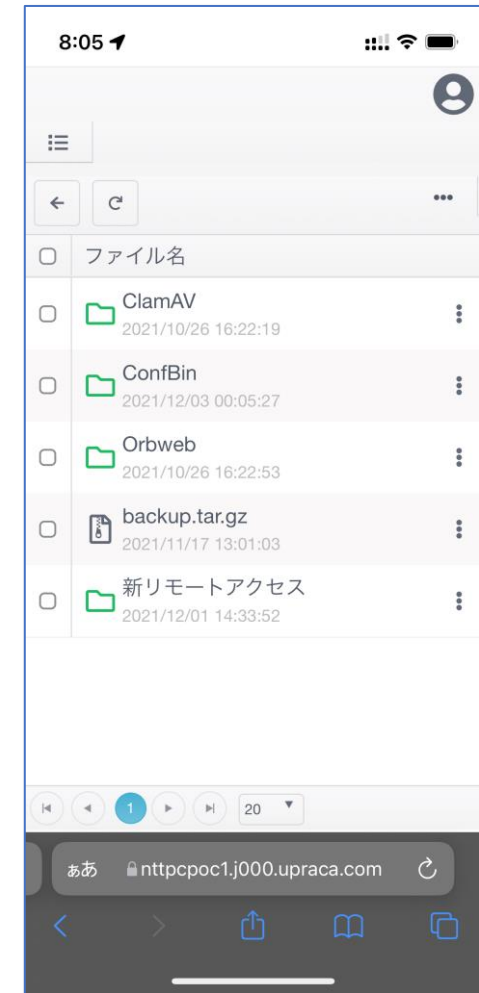 8:05
ファイル名
ClamAV
2021/10/26 16:22:19
ConfBin
2021/12/03 00:05:27
Orbweb
2021/10/26 16:22:53
backup.tar.gz
2021/11/17 13:01:03
新リモートアクセス
2021/12/01 14:33:52
1
20
ぁあ nttpcpoc1.j000.upraca.com